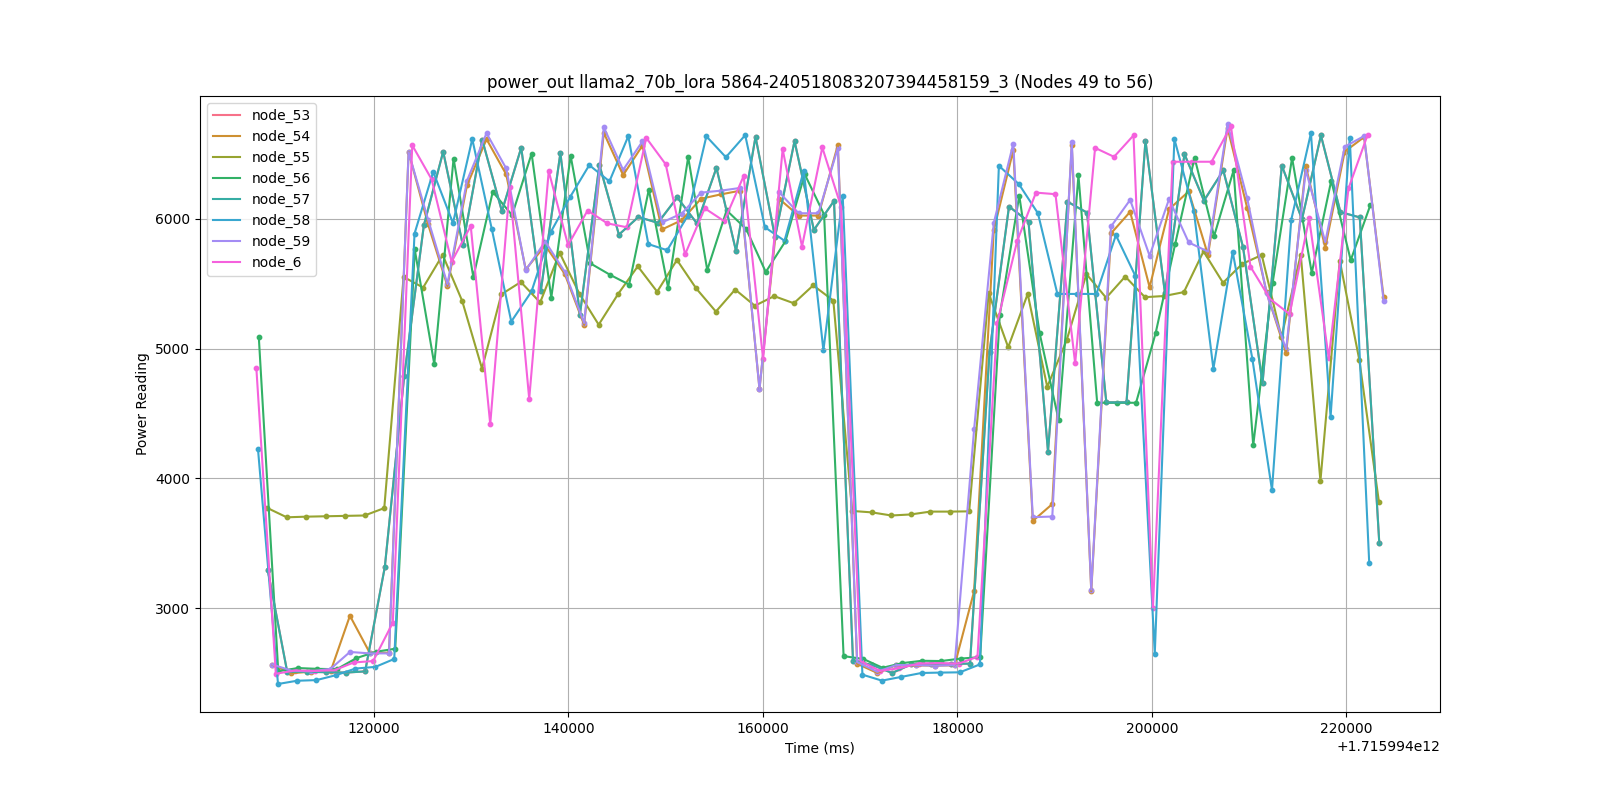 power_out llama2_70b_lora 5864-240518083207394458159_3 (Nodes 49 to 56)
node_53
node_54
node_55
node_56
node_57
node_58
node_59
node_6
Power Reading
6000
5000
4000
3000
120000
140000
160000
180000
200000
220000
Time (ms)
+1.715994e12